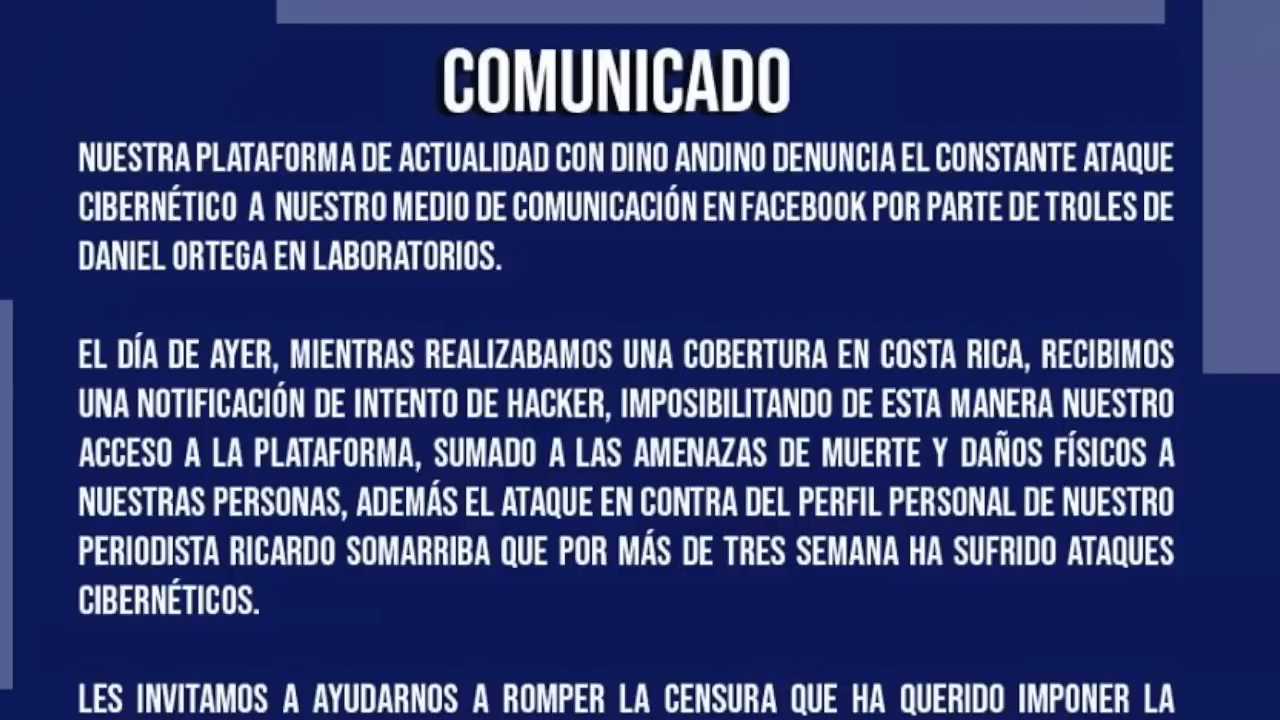 COMUNICADO
NUESTRA PLATAFORMA DE ACTUALIDAD CON DINO ANDINO DENUNCIA EL CONSTANTE ATAQUE
CIBERNÉTICO A NUESTRO MEDIO DE COMUNICACIÓN EN FACEBOOK POR PARTE DE TROLES DE
DANIEL ORTEGA EN LABORATORIOS.
EL DÍA DE AYER, MIENTRAS REALIZABAMOS UNA COBERTURA EN COSTA RICA, RECIBIMOS
UNA NOTIFICACIÓN DE INTENTO DE HACKER, IMPOSIBILITANDO DE ESTA MANERA NUESTRO
ACCESO A LA PLATAFORMA, SUMADO A LAS AMENAZAS DE MUERTE Y DAÑOS FÍSICOS A
NUESTRAS PERSONAS, ADEMÁS EL ATAQUE EN CONTRA DEL PERFIL PERSONAL DE NUESTRO
PERIODISTA RICARDO SOMARRIBA QUE POR MÁS DE TRES SEMANA HA SUFRIDO ATAQUES
CIBERNÉTICOS.
LES INVITAMOS A AYUDARNOS A ROMPER LA CENSURA QUE HA QUERIDO IMPONER LA